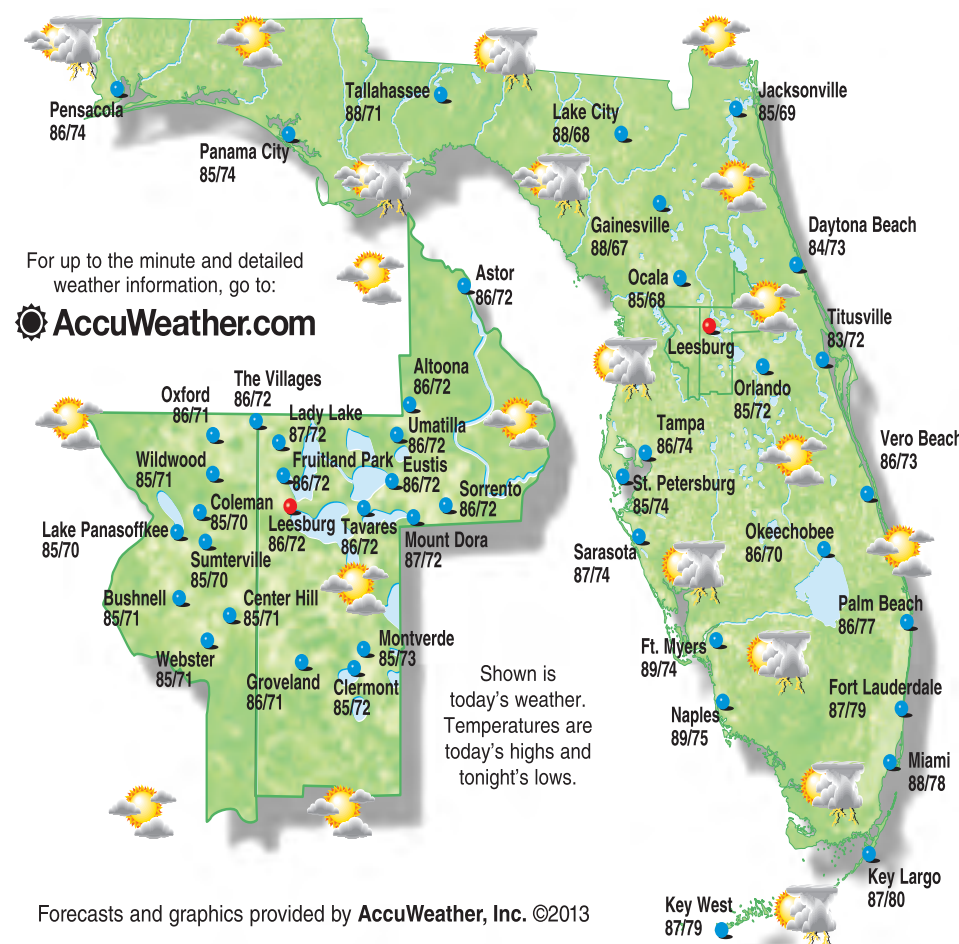 Pensacola
86/74
Panama City
85/74
Tallahassee
88/71
Lake City
88/68
Jacksonville
85/69
Gainesville
88/67
Daytona Beach
84/73
Ocala
85/68
Leesburg
Titusville
83/72
Orlando
85/72
Tampa
86/74
St. Petersburg
85/74
Vero Beach
86/73
Sarasota
87/74
Okeechobee
86/70
Palm Beach
86/77
Ft. Myers
89/74
Fort Lauderdale
87/79
Naples
89/75
Miami
88/78
Key Largo
87/80
Key West
87/79
For up to the minute and detailed
weather information, go to:
AccuWeather.com
Astor
86/72
Altoona
86/72
The Villages
86/72
Oxford
86/71
Lady Lake
87/72
Umatilla
86/72
Wildwood
85/71
Fruitland Park
86/72
Eustis
86/72
Sorrento
86/72
Coleman
85/70
Leesburg
86/72
Tavares
86/72
Mount Dora
87/72
Lake Panasoffkee
85/70
Sumterville
85/70
Bushnell
85/71
Center Hill
85/71
Webster
85/71
Groveland
86/71
Montverde
85/73
Clermont
85/72
Shown is
today's weather.
Temperatures are
today's highs and
tonight's lows.
Forecasts and graphics provided by AccuWeather, Inc. ©2013